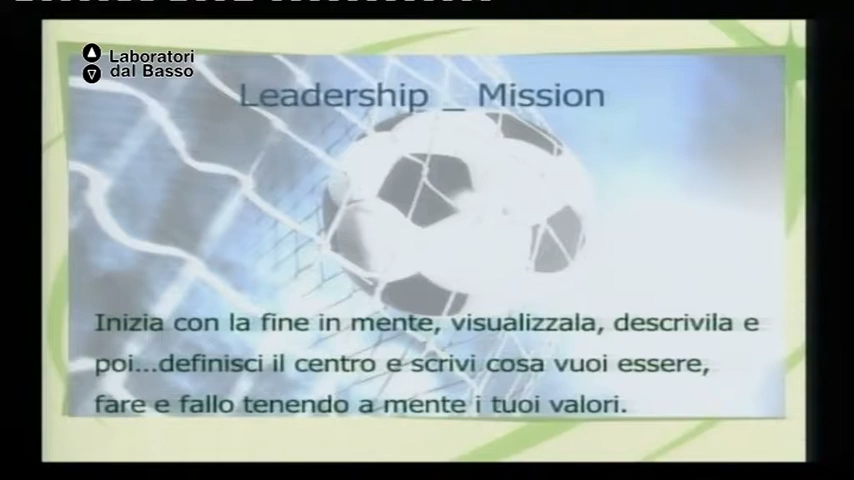 Laboratori
dal Basso
Leadership _ Mission
Inizia con la fine in mente, visualizzala, descrivila e
poi...definisci il centro e scrivi cosa vuoi essere,
fare e fallo tenendo a mente i tuoi valori.